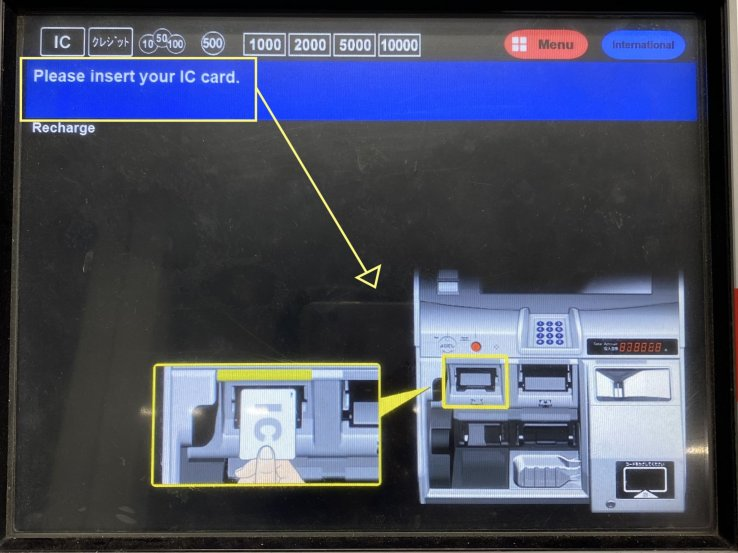 IC クレジット 10 50 100 500 1000 2000 5000 10000 Menu International
Please insert your IC card.
Recharge
IC